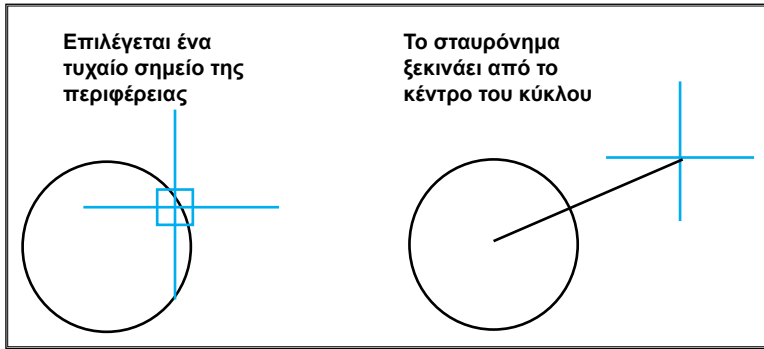 Επιλέγεται ένα
τυχαίο σημείο της
περιφέρειας
Το σταυρόνημα
ξεκινάει από το
κέντρο του κύκλου